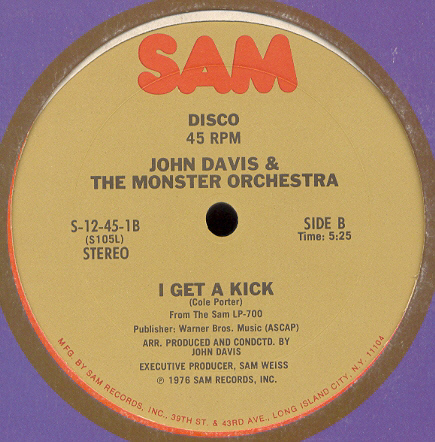 SAM
DISCO
45 RPM
JOHN DAVIS &
THE MONSTER ORCHESTRA
S-12-45-1B
(S105L)
STEREO
SIDE B
Time: 5:25
I GET A KICK
(Cole Porter)
From The Sam LP-700
Publisher: Warner Bros. Music (ASCAP)
ARR. PRODUCED AND CONDCTD. BY
JOHN DAVIS
EXECUTIVE PRODUCER, SAM WEISS
℗ 1976 SAM RECORDS, INC.
MFG. BY SAM RECORDS, INC., 39TH ST. & 43RD AVE., LONG ISLAND CITY, N.Y. 11104